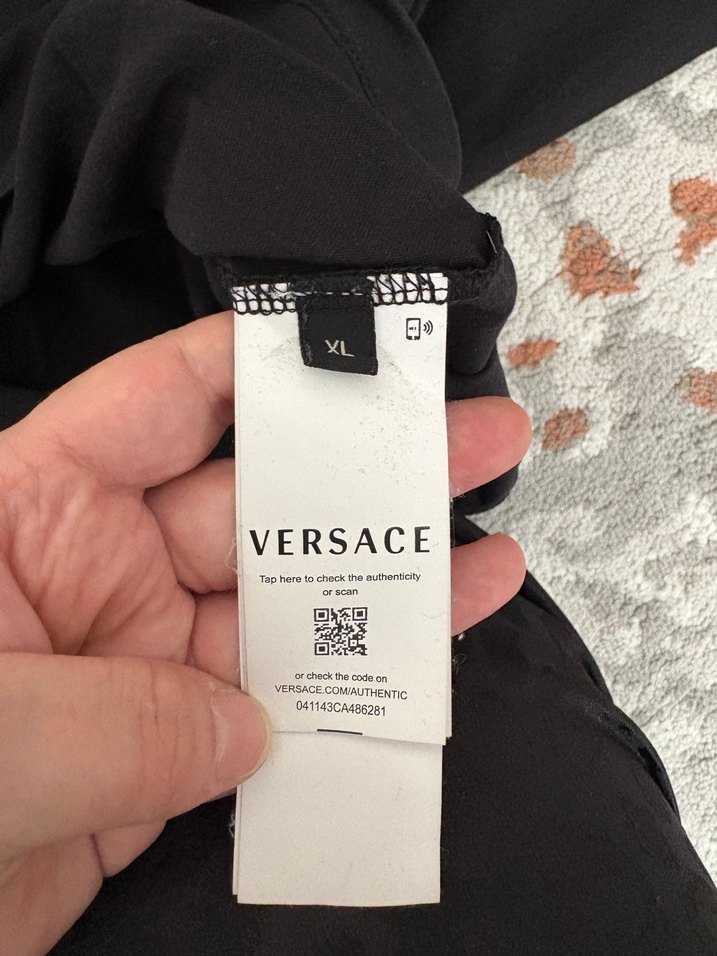 XL
VERSACE
Tap here to check the authenticity
or scan
or check the code on
VERSACE.COM/AUTHENTIC
041143CA486281